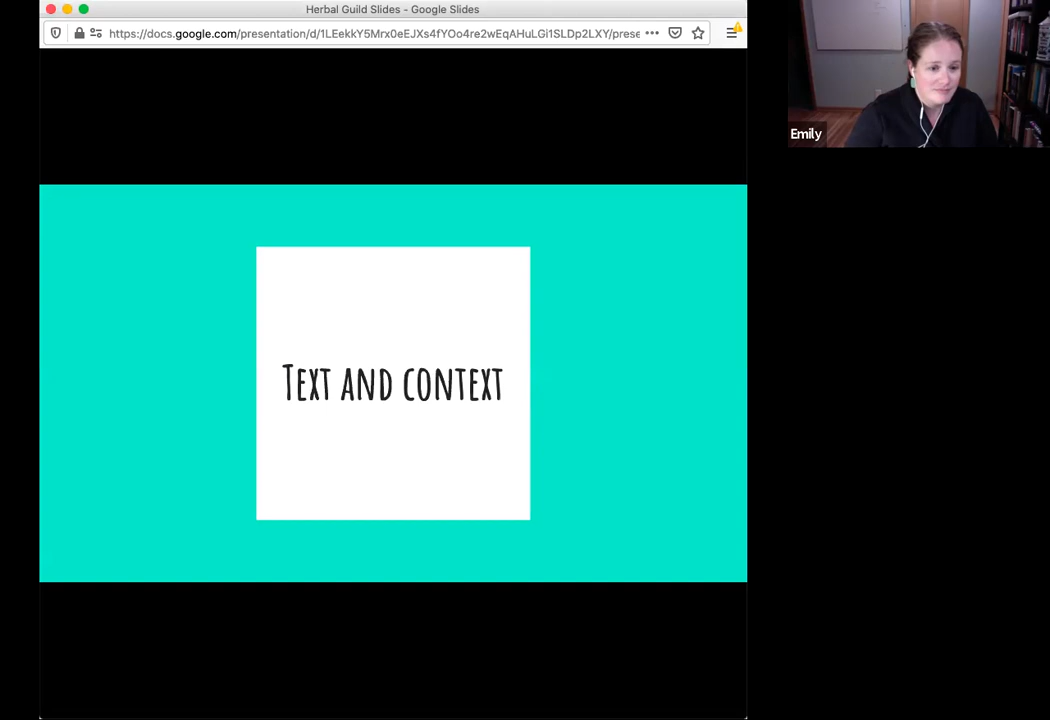 Herbal Guild Slides - Google Slides
https://docs.google.com/presentation/d/1LEekkY5Mrx0eEJXs4fYOo4re2wEqAHuLGi1SLDp2LXY/prese
Emily
Text and context